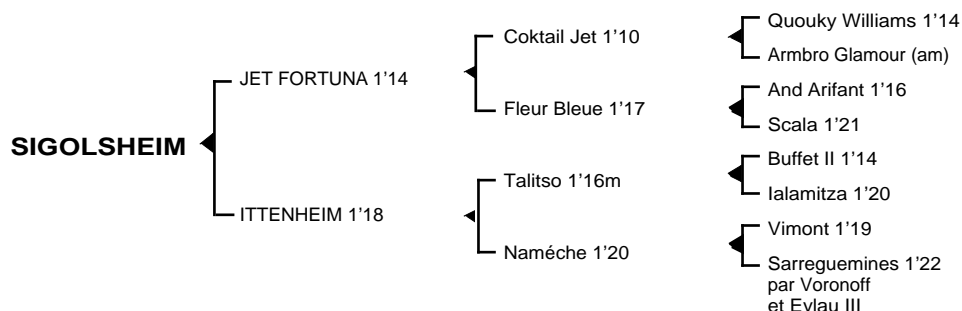 SIGOLSHEIM
JET FORTUNA 1'14
ITTENHEIM 1'18
Coktail Jet 1'10
Fleur Bleue 1'17
Talitso 1'16m
Naméche 1'20
Quouky Williams 1'14
Armbro Glamour (am)
And Arifant 1'16
Scala 1'21
Buffet II 1'14
Ialamitza 1'20
Vimont 1'19
Sarreguemines 1'22
par Voronoff
et Eylau III